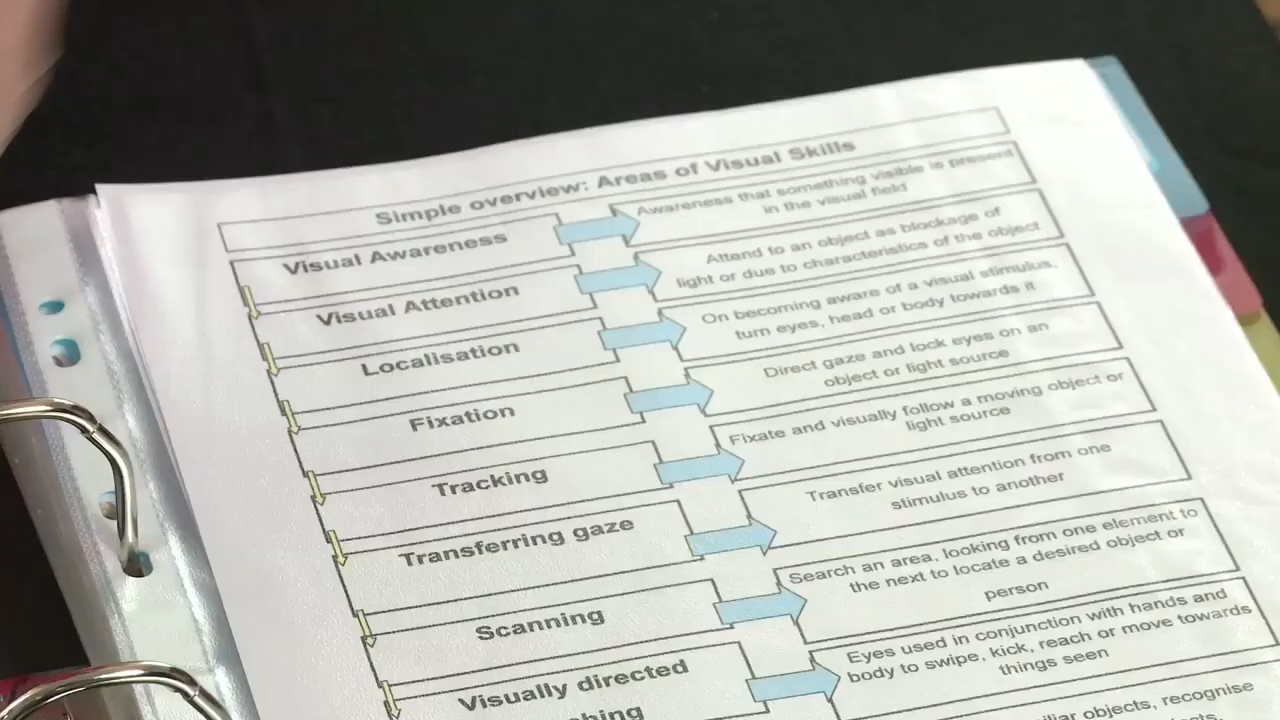 Simple overview: Areas of Visual Skills
Visual Awareness
Awareness that something visible is present
in the visual field
Visual Attention
Attend to an object as blockage of
light or due to characteristics of the object
Localisation
On becoming aware of a visual stimulus,
turn eyes, head or body towards it
Fixation
Direct gaze and lock eyes on an
object or light source
Tracking
Fixate and visually follow a moving object or
light source
Transferring gaze
Transfer visual attention from one
stimulus to another
Scanning
Search an area, looking from one element to
the next to locate a desired object or
person
Visually directed
Eyes used in conjunction with hands and
body to swipe, kick, reach or move towards
things seen
objects, recognise